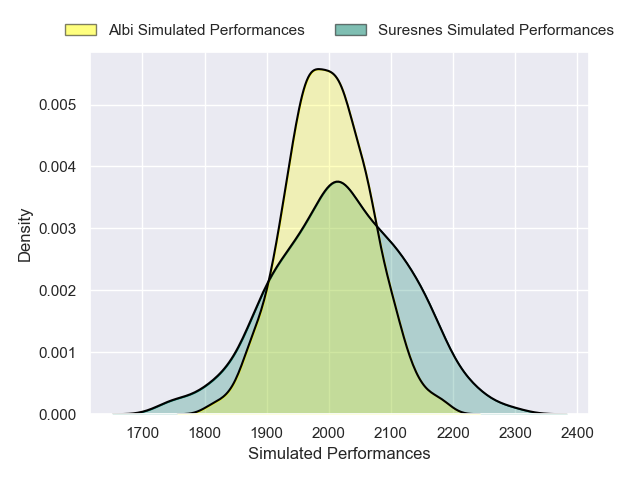 Albi Simulated Performances
Suresnes Simulated Performances
0.005
0.004
0.003
0.002
0.001
0.000
Density
1700 1800 1900 2000 2100 2200 2300 2400
Simulated Performances